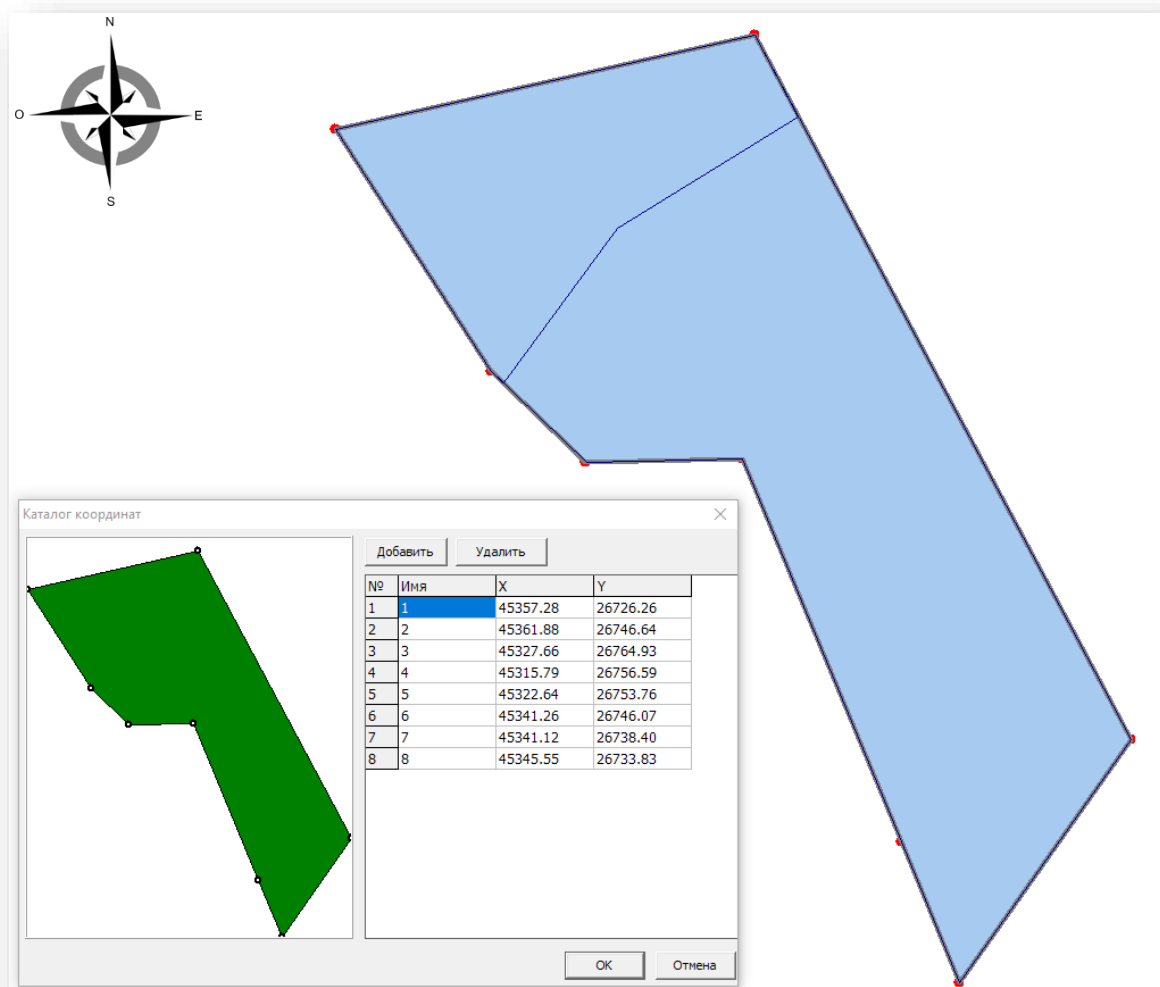 N
O
E
S
Каталог координат
Добавить
Удалить
№ Имя X Y
1 1 45357.28 26726.26
2 2 45361.88 26746.64
3 3 45327.66 26764.93
4 4 45315.79 26756.59
5 5 45322.64 26753.76
6 6 45341.26 26746.07
7 7 45341.12 26738.40
8 8 45345.55 26733.83
OK
Отмена